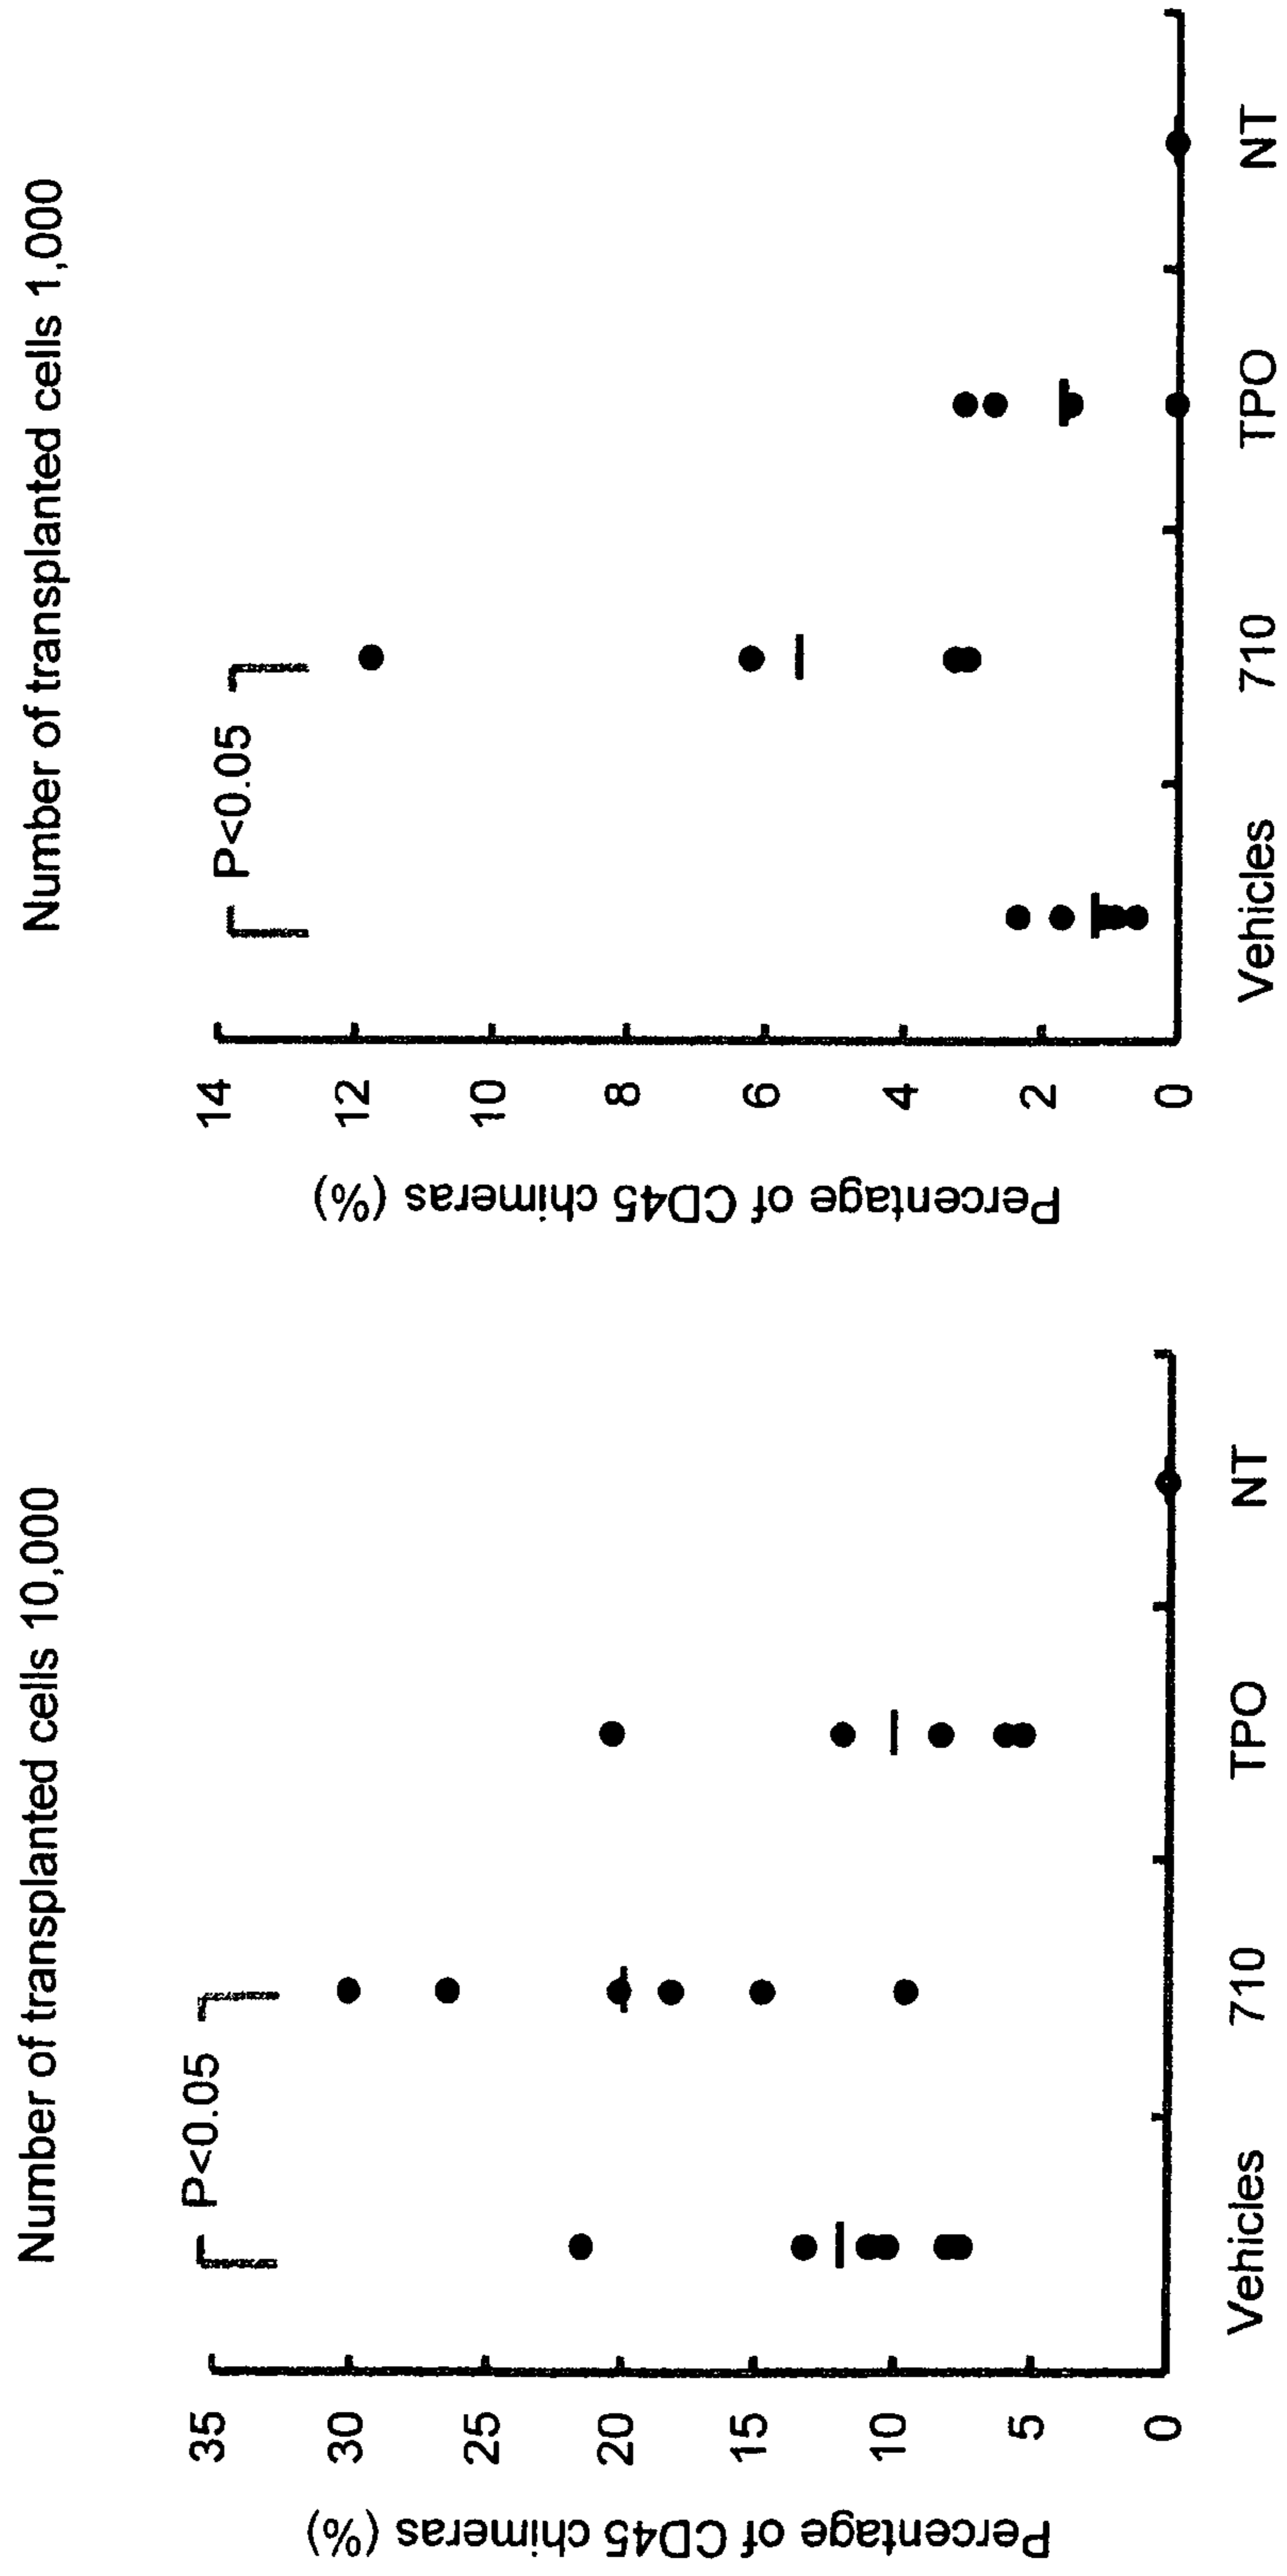 Number of transplanted cells 10,000
Percentage of CD45 chimeras (%)
35
30
25
20
15
10
5
0
P<0.05
Vehicles 710 TPO NT
Number of transplanted cells 1,000
Percentage of CD45 chimeras (%)
14
12
10
8
6
4
2
0
P<0.05
Vehicles 710 TPO NT